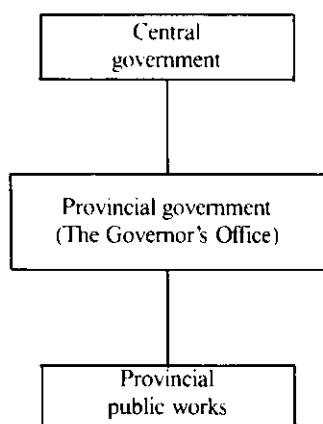 Central
government
Provincial government
(The Governor's Office)
Provincial
public works